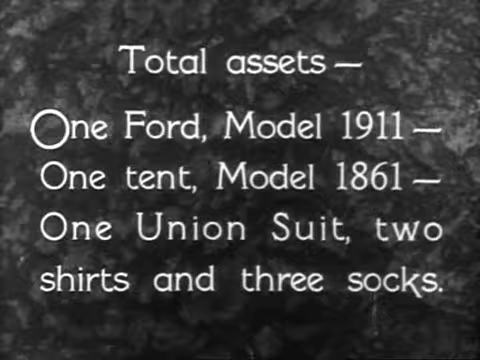 Total assets —
One Ford, Model 1911 —
One tent, Model 1861 —
One Union Suit, two
shirts and three socks.